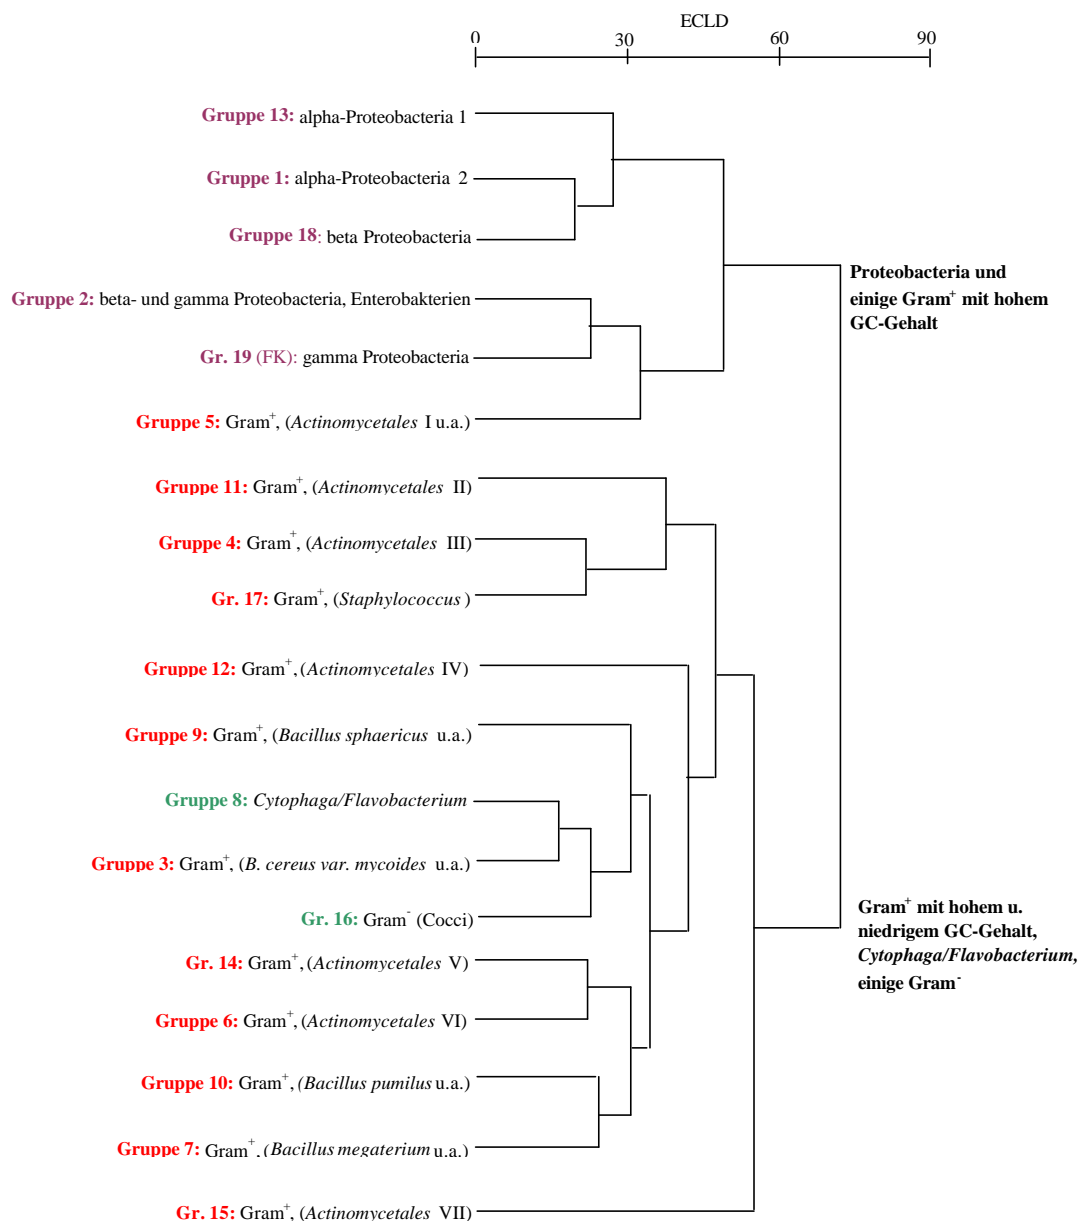 ECLD
0 30 60 90
Gruppe 13: alpha-Proteobacteria 1
Gruppe 1: alpha-Proteobacteria 2
Gruppe 18: beta Proteobacteria
Gruppe 2: beta- und gamma Proteobacteria, Enterobakterien
Gr. 19 (FK): gamma Proteobacteria
Gruppe 5: Gram⁺, (Actinomycetales I u.a.)
Gruppe 11: Gram⁺, (Actinomycetales II)
Gruppe 4: Gram⁺, (Actinomycetales III)
Gr. 17: Gram⁺, (Staphylococcus )
Gruppe 12: Gram⁺, (Actinomycetales IV)
Gruppe 9: Gram⁺, (Bacillus sphaericus u.a.)
Gruppe 8: Cytophaga/Flavobacterium
Gruppe 3: Gram⁺, (B. cereus var. mycoides u.a.)
Gr. 16: Gram⁻ (Cocci)
Gr. 14: Gram⁺, (Actinomycetales V)
Gruppe 6: Gram⁺, (Actinomycetales VI)
Gruppe 10: Gram⁺, (Bacillus pumilus u.a.)
Gruppe 7: Gram⁺, (Bacillus megaterium u.a.)
Gr. 15: Gram⁺, (Actinomycetales VII)
Proteobacteria und
einige Gram⁺ mit hohem
GC-Gehalt
Gram⁺ mit hohem u.
niedrigem GC-Gehalt,
Cytophaga/Flavobacterium,
einige Gram⁻